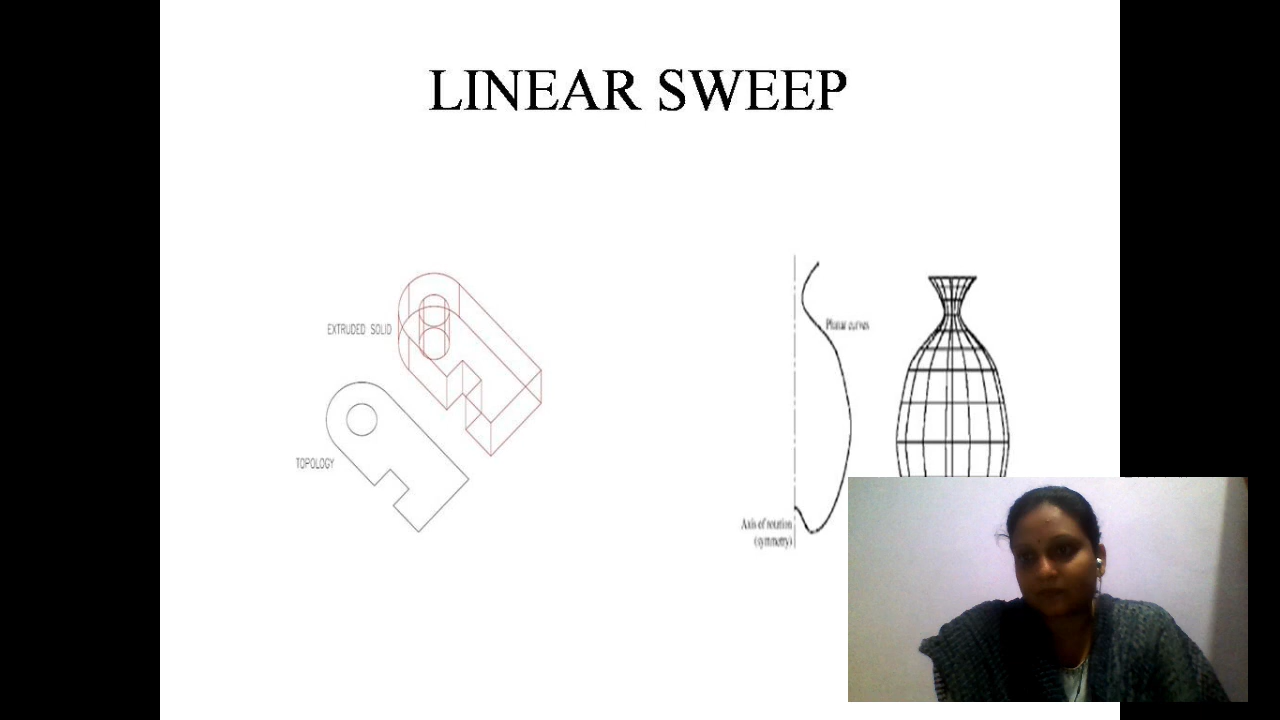 LINEAR SWEEP
EXTRUDED SOLID
TOPOLOGY
Planar curves
Axis of rotation
(symmetry)